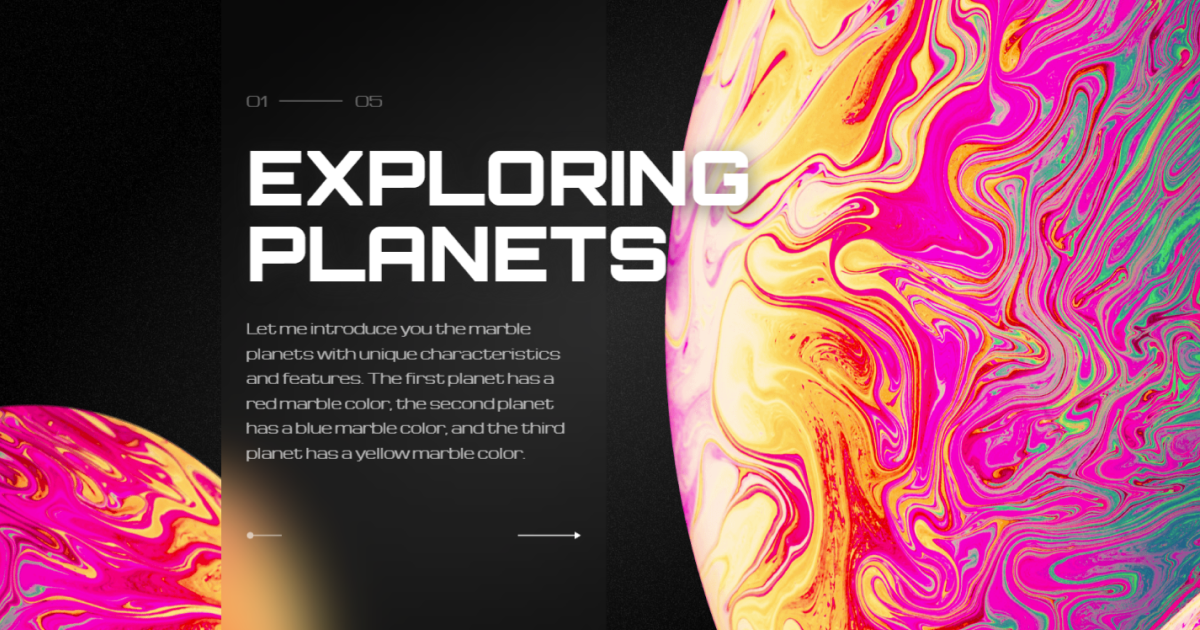 01 05
EXPLORING
PLANETS
Let me introduce you the marble
planets with unique characteristics
and features. The first planet has a
red marble color, the second planet
has a blue marble color, and the third
planet has a yellow marble color.